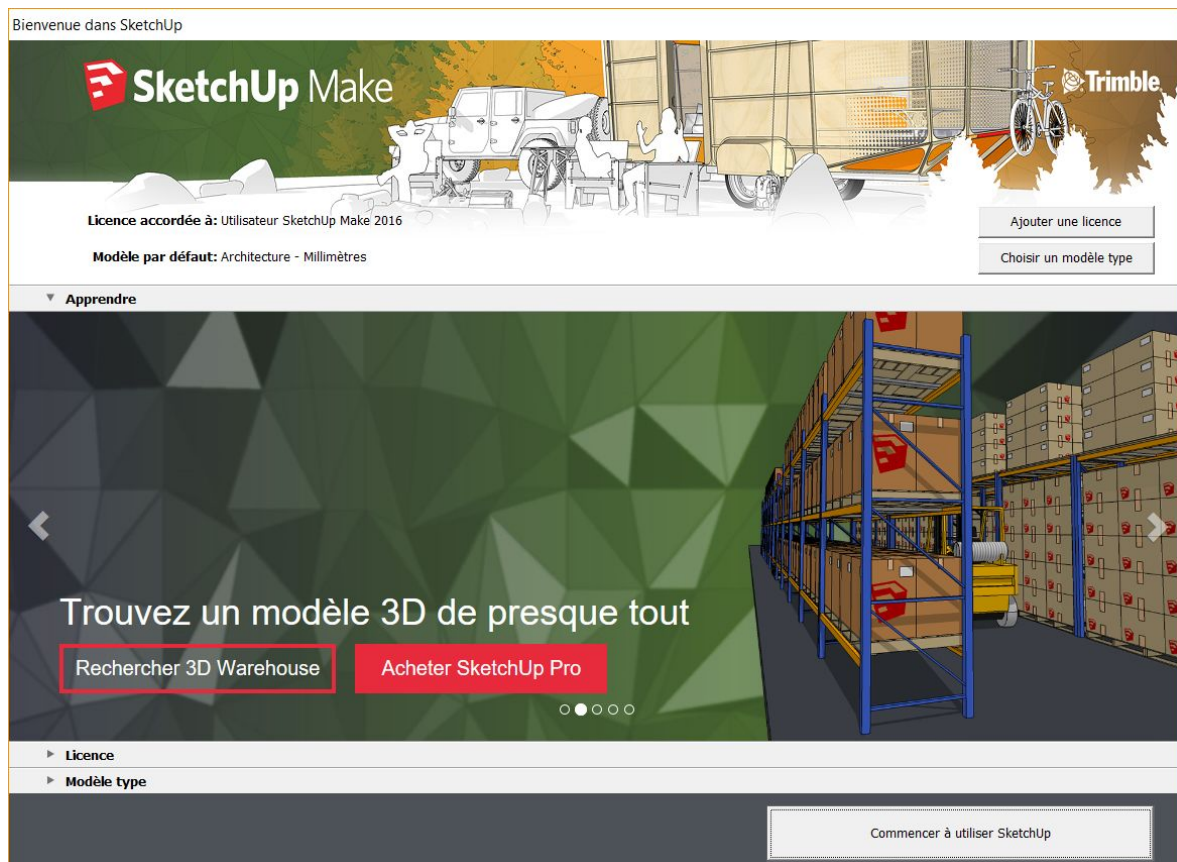 Bienvenue dans SketchUp
SketchUp Make
Trimble
Licence accordée à: Utilisateur SketchUp Make 2016
Ajouter une licence
Modèle par défaut: Architecture - Millimètres
Choisir un modèle type
Apprendre
Trouvez un modèle 3D de presque tout
Rechercher 3D Warehouse
Acheter SketchUp Pro
Licence
Modèle type
Commencer à utiliser SketchUp